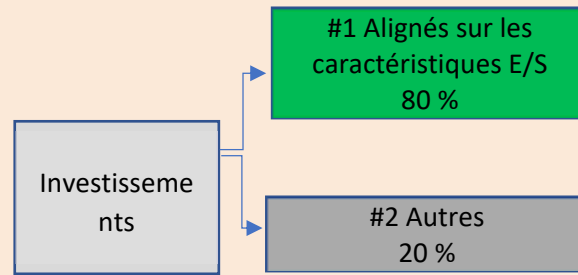 #1 Alignés sur les
caractéristiques E/S
80 %
Investisseme
nts
#2 Autres
20 %